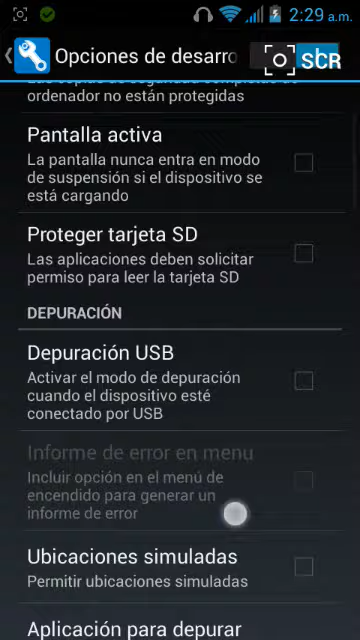 2:29 a.m.
Opciones de desarro
SCR
ordenador no están protegidas
Pantalla activa
La pantalla nunca entra en modo
de suspensión si el dispositivo se
está cargando
Proteger tarjeta SD
Las aplicaciones deben solicitar
permiso para leer la tarjeta SD
DEPURACIÓN
Depuración USB
Activar el modo de depuración
cuando el dispositivo esté
conectado por USB
Informe de error en menú
Incluir opción en el menú de
encendido para generar un
informe de error
Ubicaciones simuladas
Permitir ubicaciones simuladas
Aplicación para depurar